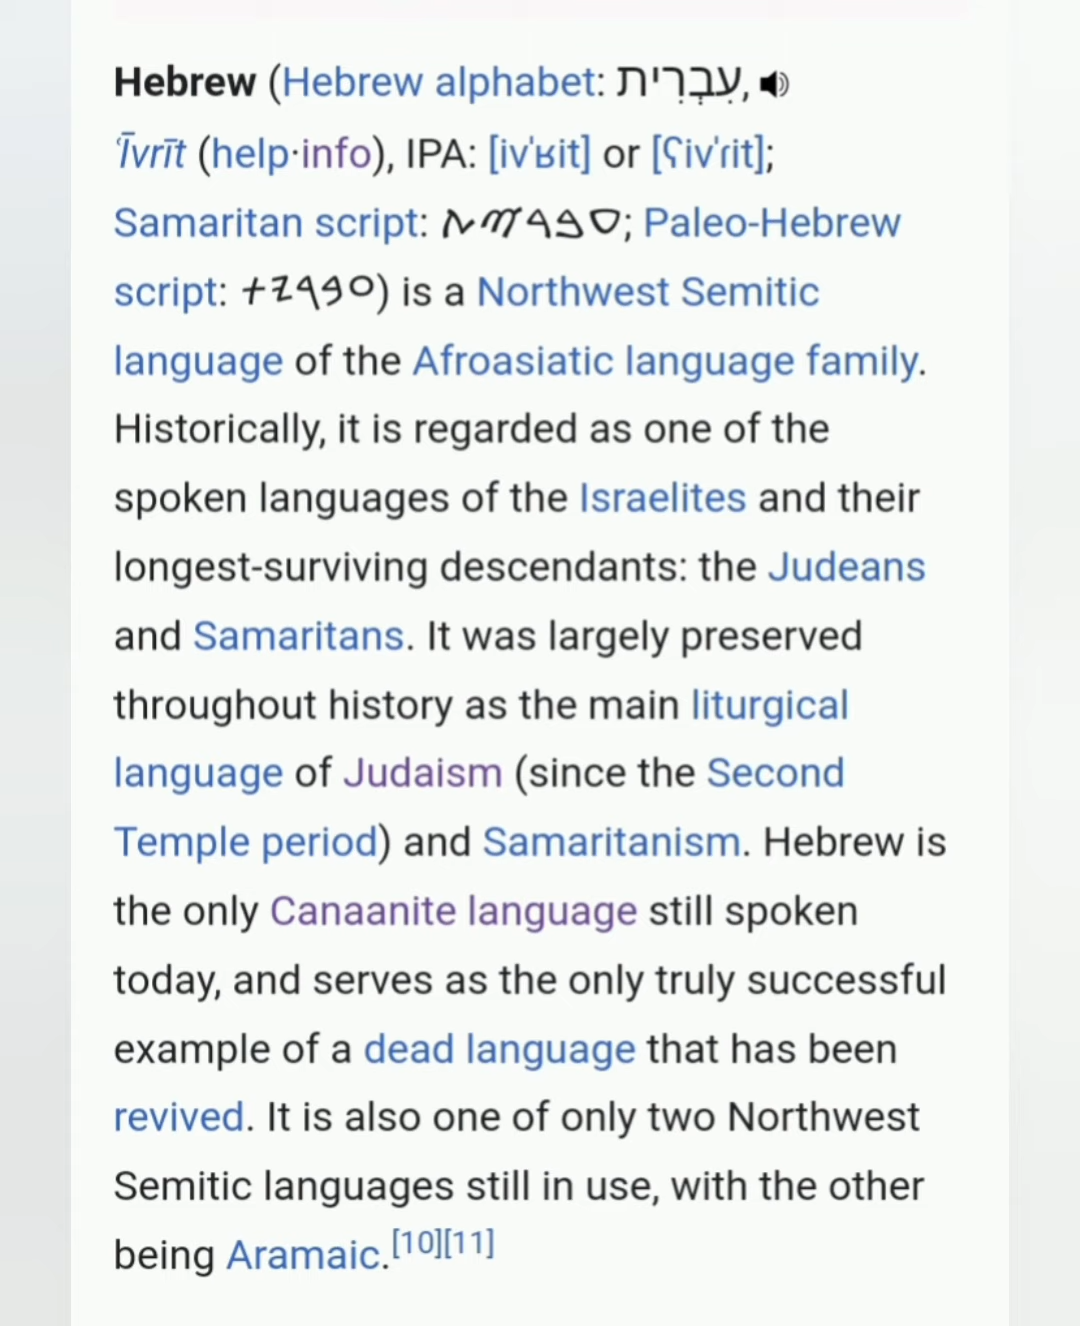 Hebrew (Hebrew alphabet: עִבְרִית,
ʿĪvrīt (help·info), IPA: [ivˈʁit] or [ʕivˈɾit];
Samaritan script: ࠏࠁࠓࠉࠕ; Paleo-Hebrew
script: 𐤏𐤁𐤓𐤉𐤕) is a Northwest Semitic
language of the Afroasiatic language family.
Historically, it is regarded as one of the
spoken languages of the Israelites and their
longest-surviving descendants: the Judeans
and Samaritans. It was largely preserved
throughout history as the main liturgical
language of Judaism (since the Second
Temple period) and Samaritanism. Hebrew is
the only Canaanite language still spoken
today, and serves as the only truly successful
example of a dead language that has been
revived. It is also one of only two Northwest
Semitic languages still in use, with the other
being Aramaic.[10][11]